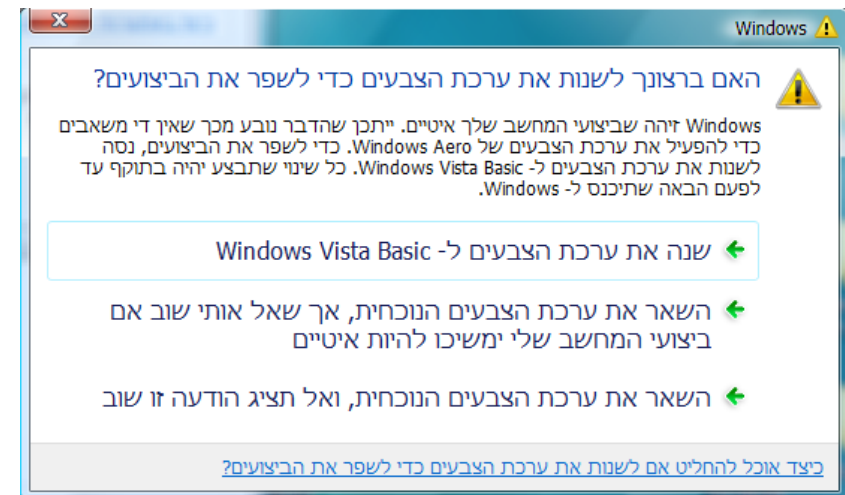 Windows
האם ברצונך לשנות את ערכת הצבעים כדי לשפר את הביצועים?
Windows זיהה שביצועי המחשב שלך איטיים. ייתכן שהדבר נובע מכך שאין די משאבים
כדי להפעיל את ערכת הצבעים של Windows Aero. כדי לשפר את הביצועים, נסה
לשנות את ערכת הצבעים ל- Windows Vista Basic. כל שינוי שתבצע יהיה בתוקף עד
לפעם הבאה שתיכנס ל- Windows.
שנה את ערכת הצבעים ל- Windows Vista Basic
השאר את ערכת הצבעים הנוכחית, אך שאל אותי שוב אם
ביצועי המחשב שלי ימשיכו להיות איטיים
השאר את ערכת הצבעים הנוכחית, ואל תציג הודעה זו שוב
כיצד אוכל להחליט אם לשנות את ערכת הצבעים כדי לשפר את הביצועים?